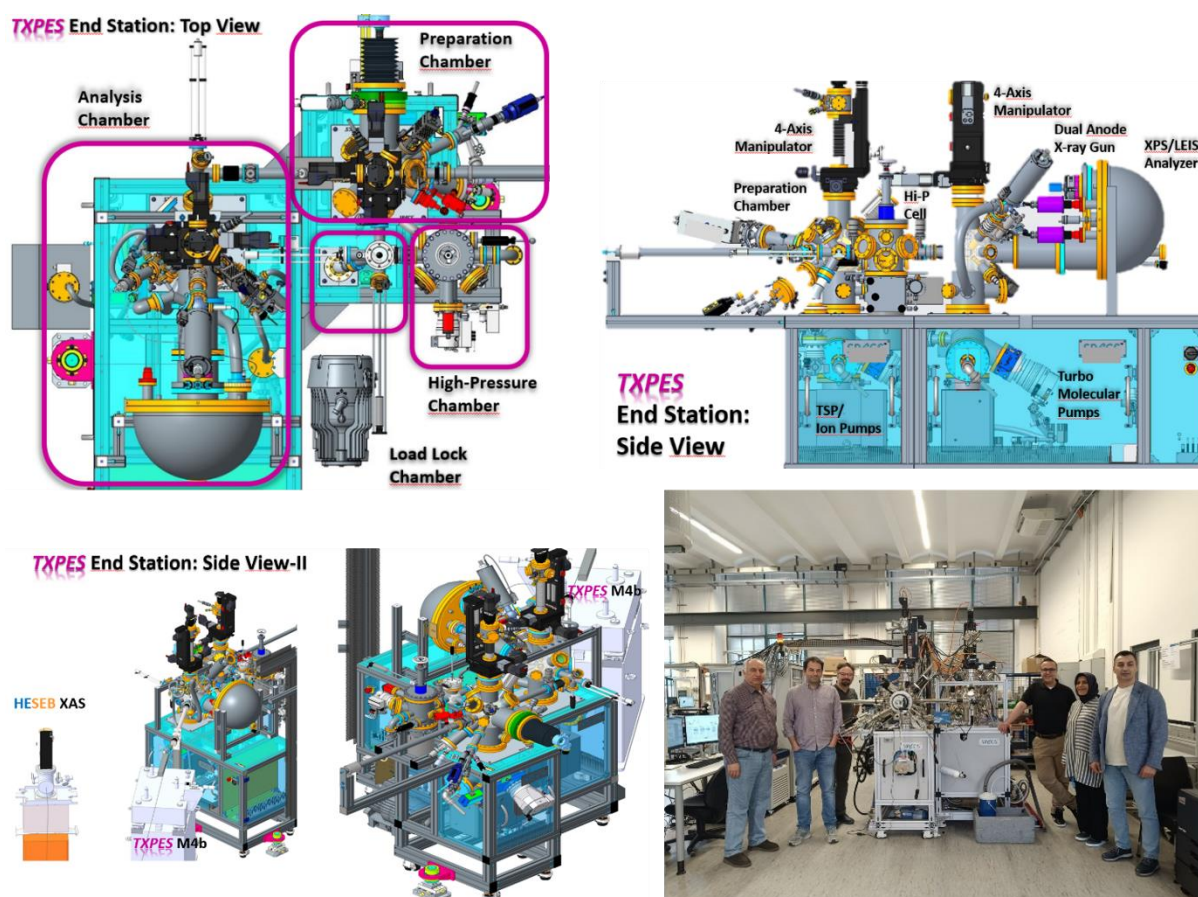 TXPES End Station: Top View
Preparation
Chamber
Analysis
Chamber
High-Pressure
Chamber
Load Lock
Chamber
4-Axis
Manipulator
4-Axis
Manipulator
Dual Anode
X-ray Gun
XPS/LEIS
Analyzer
Preparation
Chamber
Hi-P
Cell
TXPES
End Station:
Side View
TSP/
Ion Pumps
Turbo
Molecular
Pumps
TXPES End Station: Side View-II
HESEB XAS
TXPES M4b
TXPES M4b